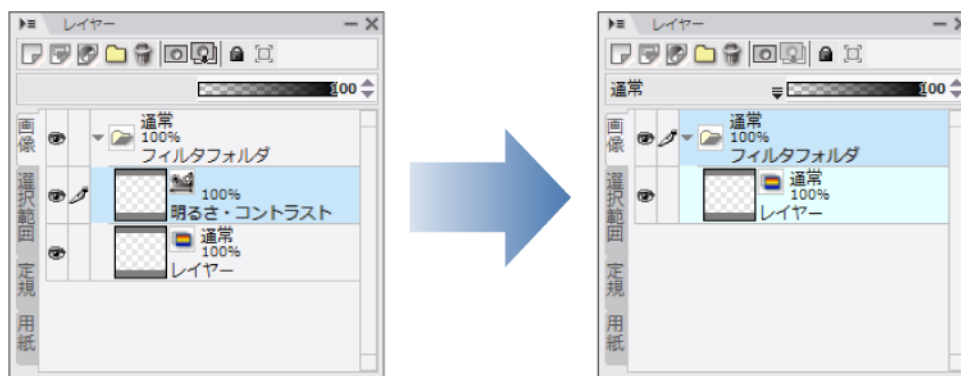 レイヤー
100
画像
選択範囲
定規
用紙
通常
100%
フィルタフォルダ
100%
明るさ・コントラスト
通常
100%
レイヤー
レイヤー
通常
100
画像
選択範囲
定規
用紙
通常
100%
フィルタフォルダ
通常
100%
レイヤー